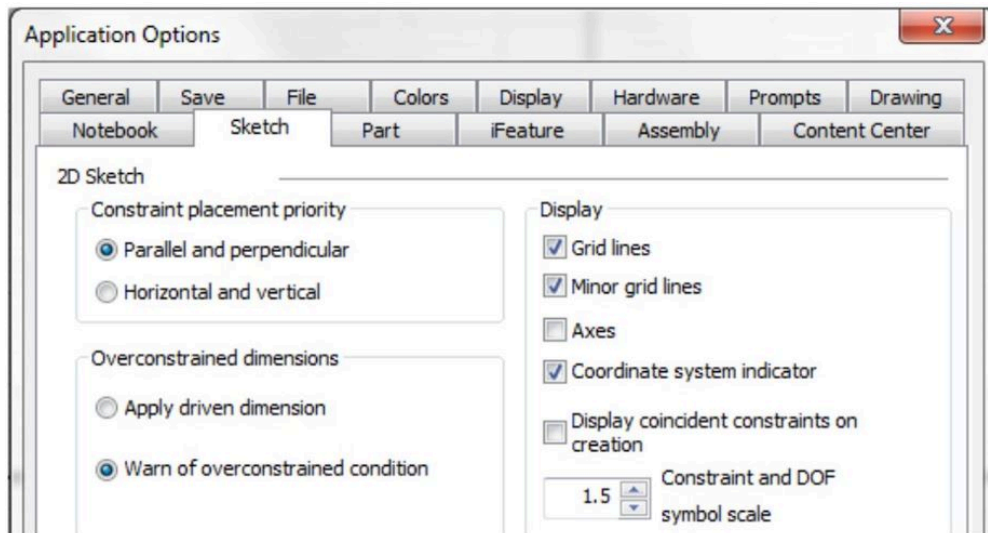 Application Options
General Save File Colors Display Hardware Prompts Drawing
Notebook Sketch Part iFeature Assembly Content Center
2D Sketch
Constraint placement priority
Parallel and perpendicular
Horizontal and vertical
Overconstrained dimensions
Apply driven dimension
Warn of overconstrained condition
Display
Grid lines
Minor grid lines
Axes
Coordinate system indicator
Display coincident constraints on
creation
1.5 Constraint and DOF
symbol scale